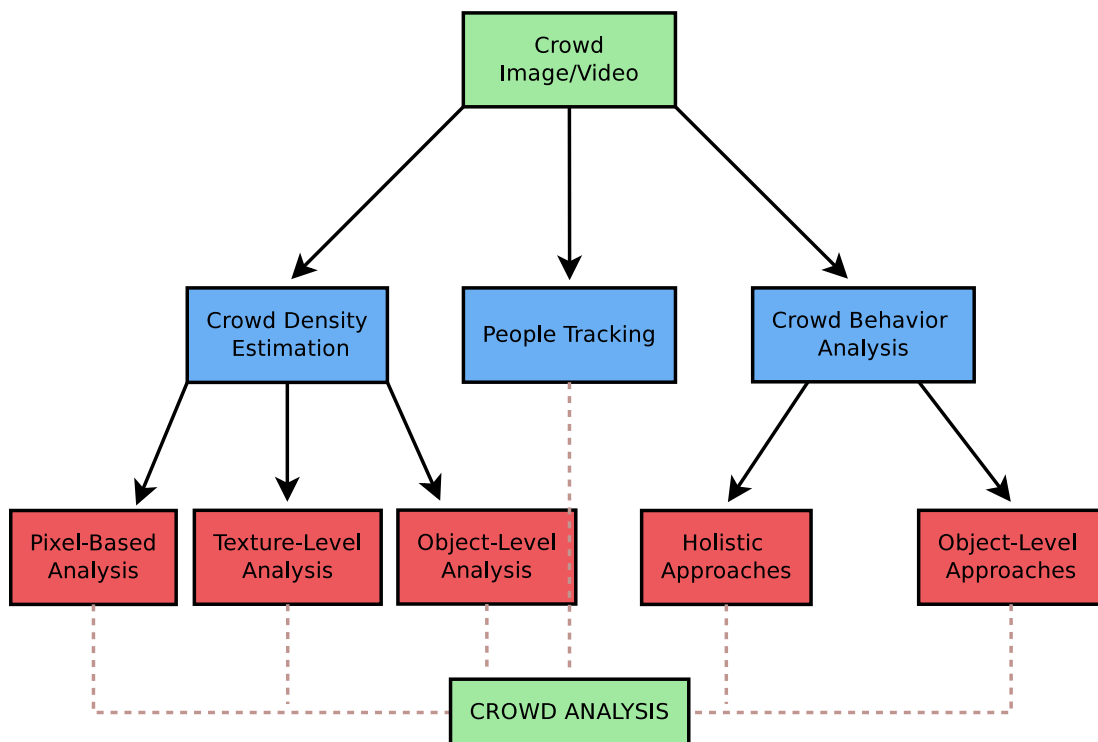 Crowd
Image/Video
Crowd Density
Estimation
People Tracking
Crowd Behavior
Analysis
Pixel-Based
Analysis
Texture-Level
Analysis
Object-Level
Analysis
Holistic
Approaches
Object-Level
Approaches
CROWD ANALYSIS